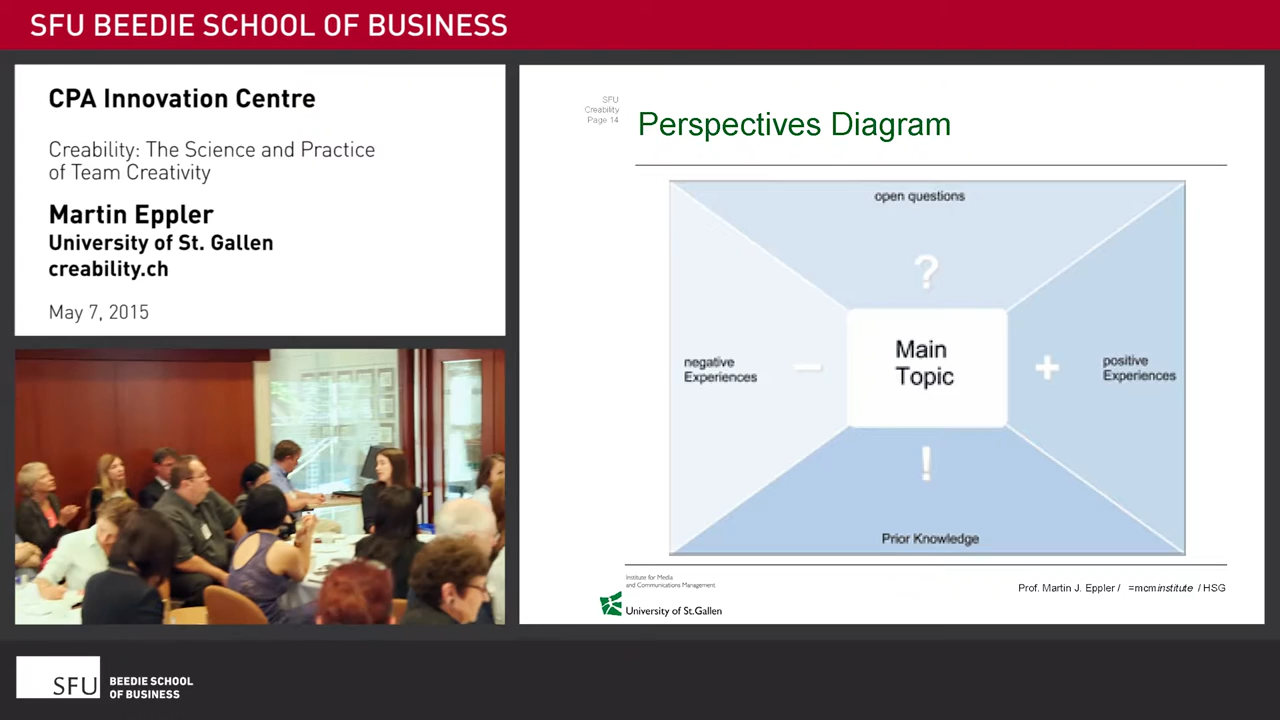 SFU BEEDIE SCHOOL OF BUSINESS
CPA Innovation Centre
Creability: The Science and Practice
of Team Creativity
Martin Eppler
University of St. Gallen
creability.ch
May 7, 2015
SFU
Creability
Page 14
Perspectives Diagram
open questions
?
negative
Experiences
−
Main
Topic
+
positive
Experiences
!
Prior Knowledge
Institute for Media
and Communications Management
University of St.Gallen
Prof. Martin J. Eppler / =mcminstitute / HSG
SFU
BEEDIE SCHOOL
OF BUSINESS